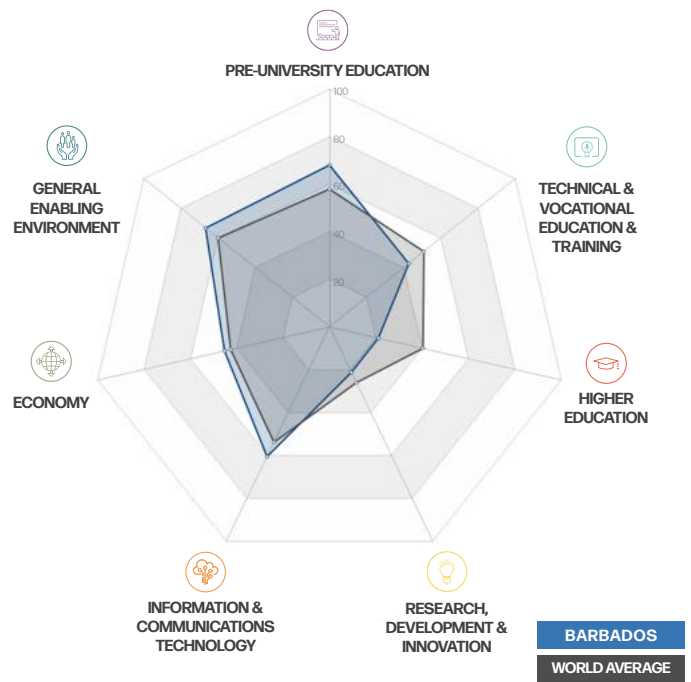 PRE-UNIVERSITY EDUCATION
100
80
60
40
20
TECHNICAL &
VOCATIONAL
EDUCATION &
TRAINING
HIGHER
EDUCATION
RESEARCH,
DEVELOPMENT &
INNOVATION
INFORMATION &
COMMUNICATIONS
TECHNOLOGY
ECONOMY
GENERAL
ENABLING
ENVIRONMENT
BARBADOS
WORLD AVERAGE